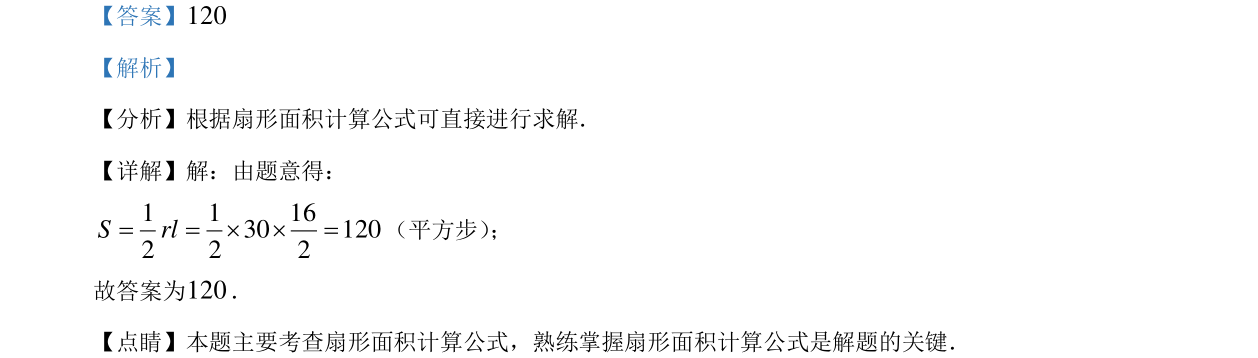 【答案】120
【解析】
【分析】根据扇形面积计算公式可直接进行求解．
【详解】解：由题意得：
S = \frac{1}{2} rl = \frac{1}{2} × 30 × \frac{16}{2} = 120（平方步）；
故答案为120．
【点睛】本题主要考查扇形面积计算公式，熟练掌握扇形面积计算公式是解题的关键．